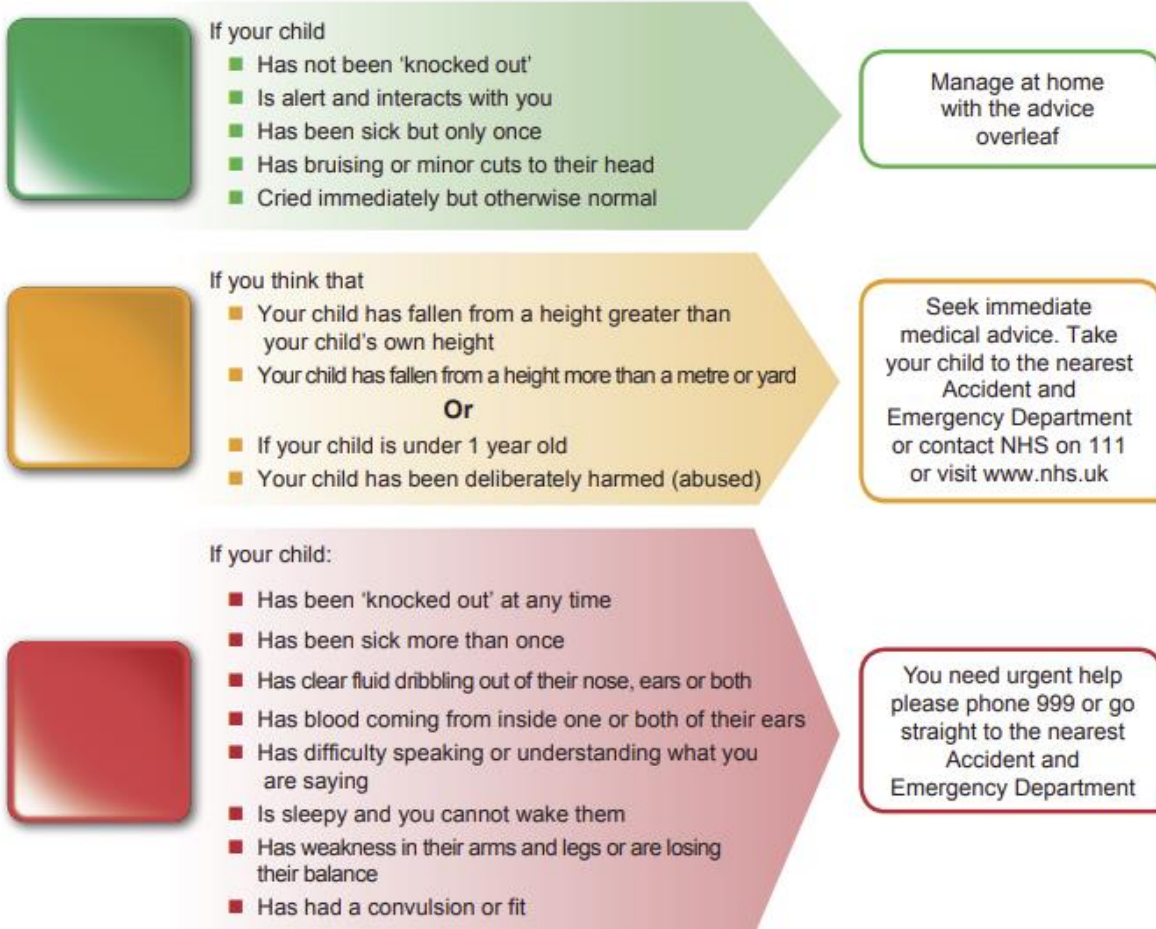 If your child
■ Has not been ‘knocked out’
■ Is alert and interacts with you
■ Has been sick but only once
■ Has bruising or minor cuts to their head
■ Cried immediately but otherwise normal
Manage at home
with the advice
overleaf
If you think that
■ Your child has fallen from a height greater than
your child’s own height
■ Your child has fallen from a height more than a metre or yard
Or
■ If your child is under 1 year old
■ Your child has been deliberately harmed (abused)
Seek immediate
medical advice. Take
your child to the nearest
Accident and
Emergency Department
or contact NHS on 111
or visit www.nhs.uk
If your child:
■ Has been ‘knocked out’ at any time
■ Has been sick more than once
■ Has clear fluid dribbling out of their nose, ears or both
■ Has blood coming from inside one or both of their ears
■ Has difficulty speaking or understanding what you
are saying
■ Is sleepy and you cannot wake them
■ Has weakness in their arms and legs or are losing
their balance
■ Has had a convulsion or fit
You need urgent help
please phone 999 or go
straight to the nearest
Accident and
Emergency Department